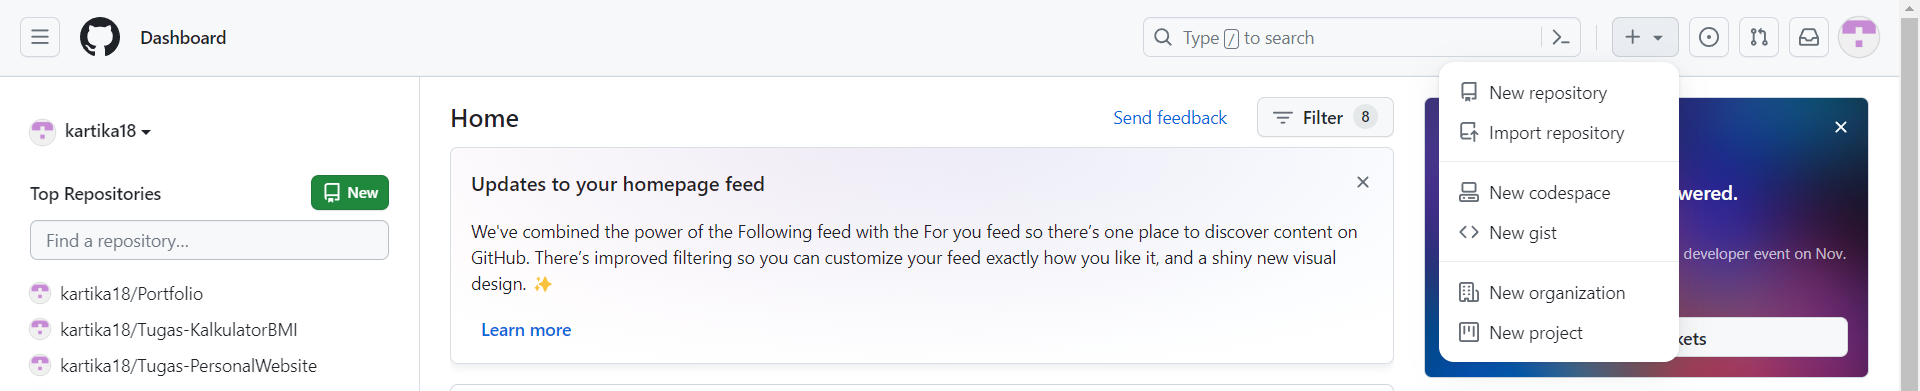 Dashboard
Type / to search
kartika18
Top Repositories
New
Find a repository...
kartika18/Portfolio
kartika18/Tugas-KalkulatorBMI
kartika18/Tugas-PersonalWebsite
Home
Send feedback
Filter 8
Updates to your homepage feed
We've combined the power of the Following feed with the For you feed so there's one place to discover content on
GitHub. There's improved filtering so you can customize your feed exactly how you like it, and a shiny new visual
design. ✨
Learn more
New repository
Import repository
New codespace
New gist
New organization
New project
developer event on Nov.